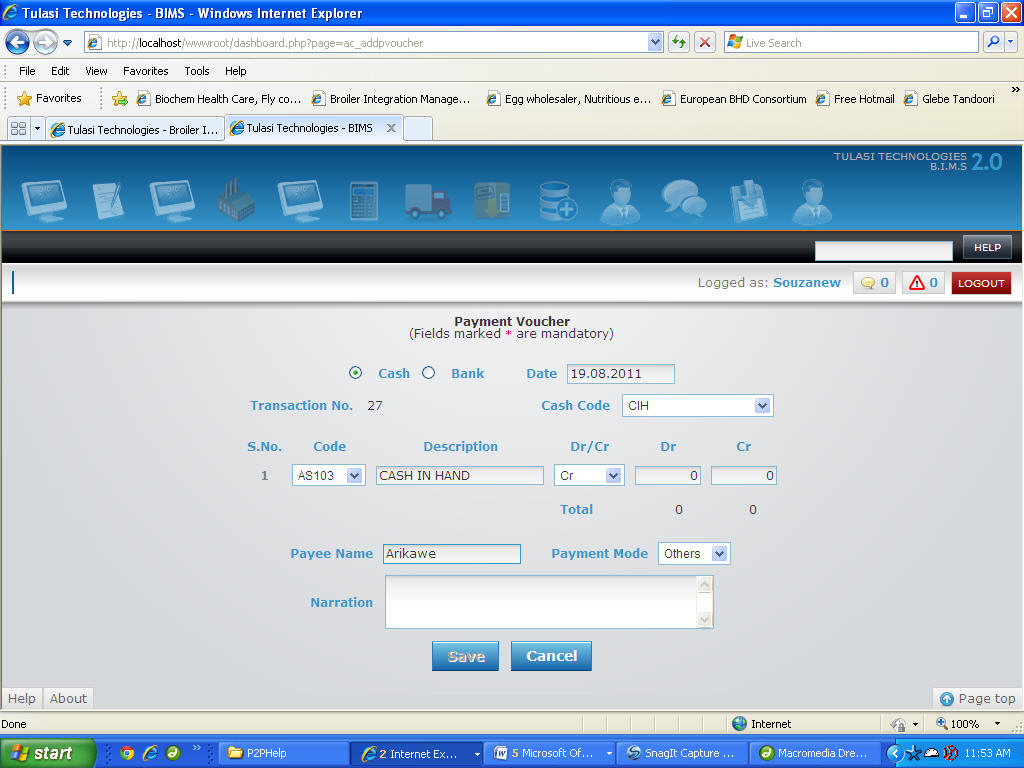 Tulasi Technologies - BIMS - Windows Internet Explorer
http://localhost/wwwroot/dashboard.php?page=ac_addpvoucher
Live Search
File Edit View Favorites Tools Help
Favorites Biochem Health Care, Fly co... Broiler Integration Manage... Egg wholesaler, Nutritious e... European BHD Consortium Free Hotmail Glebe Tandoori »
Tulasi Technologies - Broiler I... Tulasi Technologies - BIMS X
TULASI TECHNOLOGIES 2.0
B.I.M.S
HELP
Logged as: Souzanew 0 0 LOGOUT
Payment Voucher
(Fields marked * are mandatory)
Cash Bank Date 19.08.2011
Transaction No. 27 Cash Code CIH
S.No. Code Description Dr/Cr Dr Cr
1 AS103 CASH IN HAND Cr 0 0
Total 0 0
Payee Name Arikawe Payment Mode Others
Narration
Save Cancel
Help About Page top
Done Internet 100%
start » P2PHelp 2 Internet Ex... 5 Microsoft Of... SnagIt Capture ... Macromedia Dre... 11:53 AM